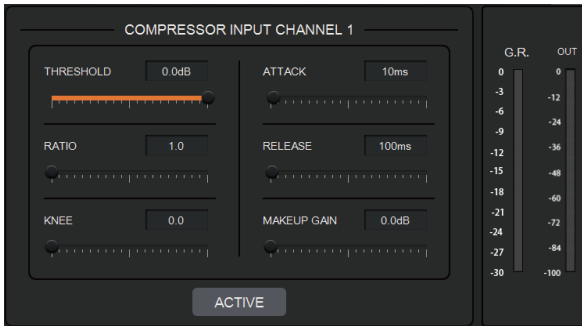 COMPRESSOR INPUT CHANNEL 1
THRESHOLD 0.0dB
ATTACK 10ms
RATIO 1.0
RELEASE 100ms
KNEE 0.0
MAKEUP GAIN 0.0dB
ACTIVE
G.R.
0
-3
-6
-9
-12
-15
-18
-21
-24
-27
-30
OUT
0
-12
-24
-36
-48
-60
-72
-84
-100